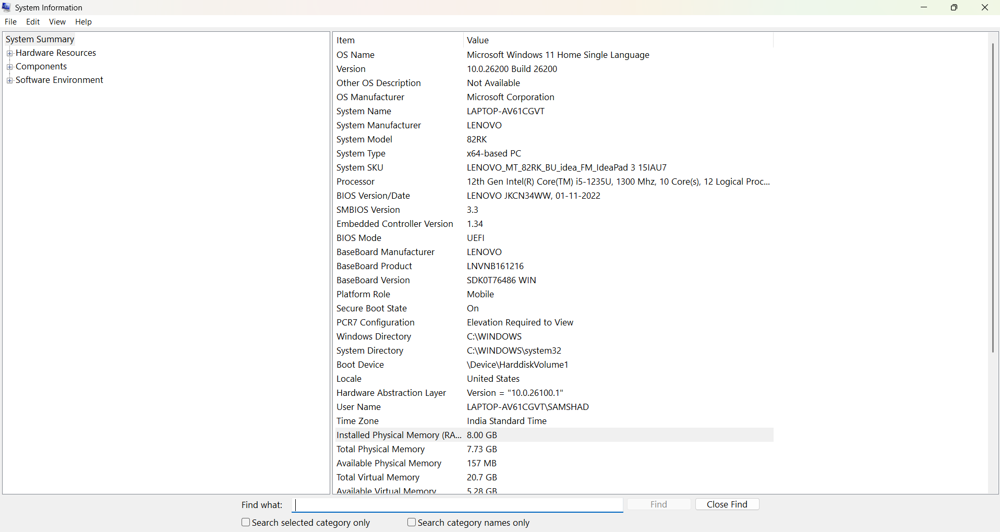 System Information
File Edit View Help
System Summary
Hardware Resources
Components
Software Environment
Item Value
OS Name Microsoft Windows 11 Home Single Language
Version 10.0.26200 Build 26200
Other OS Description Not Available
OS Manufacturer Microsoft Corporation
System Name LAPTOP-AV61CGVT
System Manufacturer LENOVO
System Model 82RK
System Type x64-based PC
System SKU LENOVO_MT_82RK_BU_idea_FM_IdeaPad 3 15IAU7
Processor 12th Gen Intel(R) Core(TM) i5-1235U, 1300 Mhz, 10 Core(s), 12 Logical Proc...
BIOS Version/Date LENOVO JKCN34WW, 01-11-2022
SMBIOS Version 3.3
Embedded Controller Version 1.34
BIOS Mode UEFI
BaseBoard Manufacturer LENOVO
BaseBoard Product LNVNB161216
BaseBoard Version SDK0T76486 WIN
Platform Role Mobile
Secure Boot State On
PCR7 Configuration Elevation Required to View
Windows Directory C:\WINDOWS
System Directory C:\WINDOWS\system32
Boot Device \Device\HarddiskVolume1
Locale United States
Hardware Abstraction Layer Version = "10.0.26100.1"
User Name LAPTOP-AV61CGVT\SAMSHAD
Time Zone India Standard Time
Installed Physical Memory (RA... 8.00 GB
Total Physical Memory 7.73 GB
Available Physical Memory 157 MB
Total Virtual Memory 20.7 GB
Available Virtual Memory 5.28 GB
Find what: Find Close Find
Search selected category only Search category names only